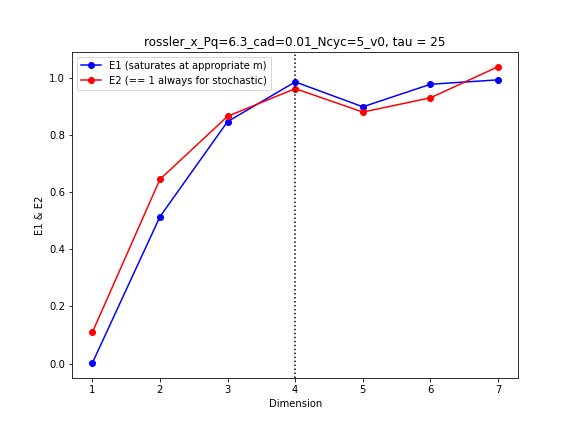 rossler_x_Pq=6.3_cad=0.01_Ncyc=5_v0, tau = 25
E1 (saturates at appropriate m)
E2 (== 1 always for stochastic)
1.0
0.8
0.6
0.4
0.2
0.0
E1 & E2
1 2 3 4 5 6 7
Dimension